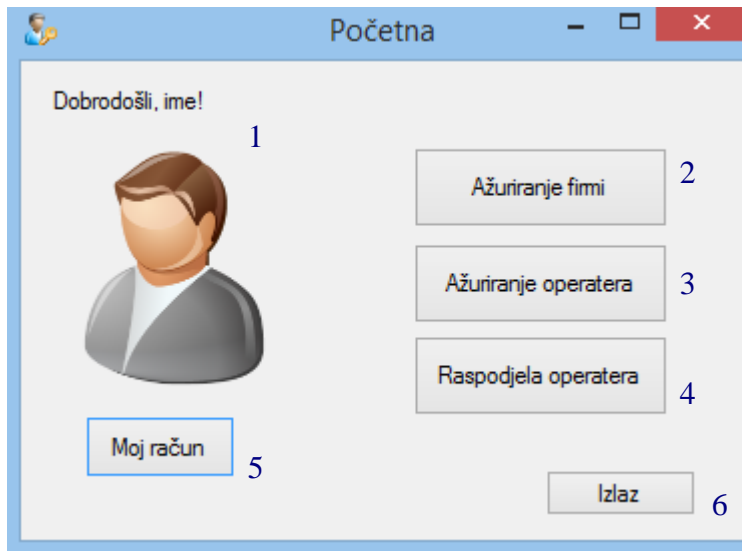 Početna
Dobrodošli, ime!
1
Ažuriranje firmi
2
Ažuriranje operatera
3
Raspodjela operatera
4
Moj račun
5
Izlaz
6